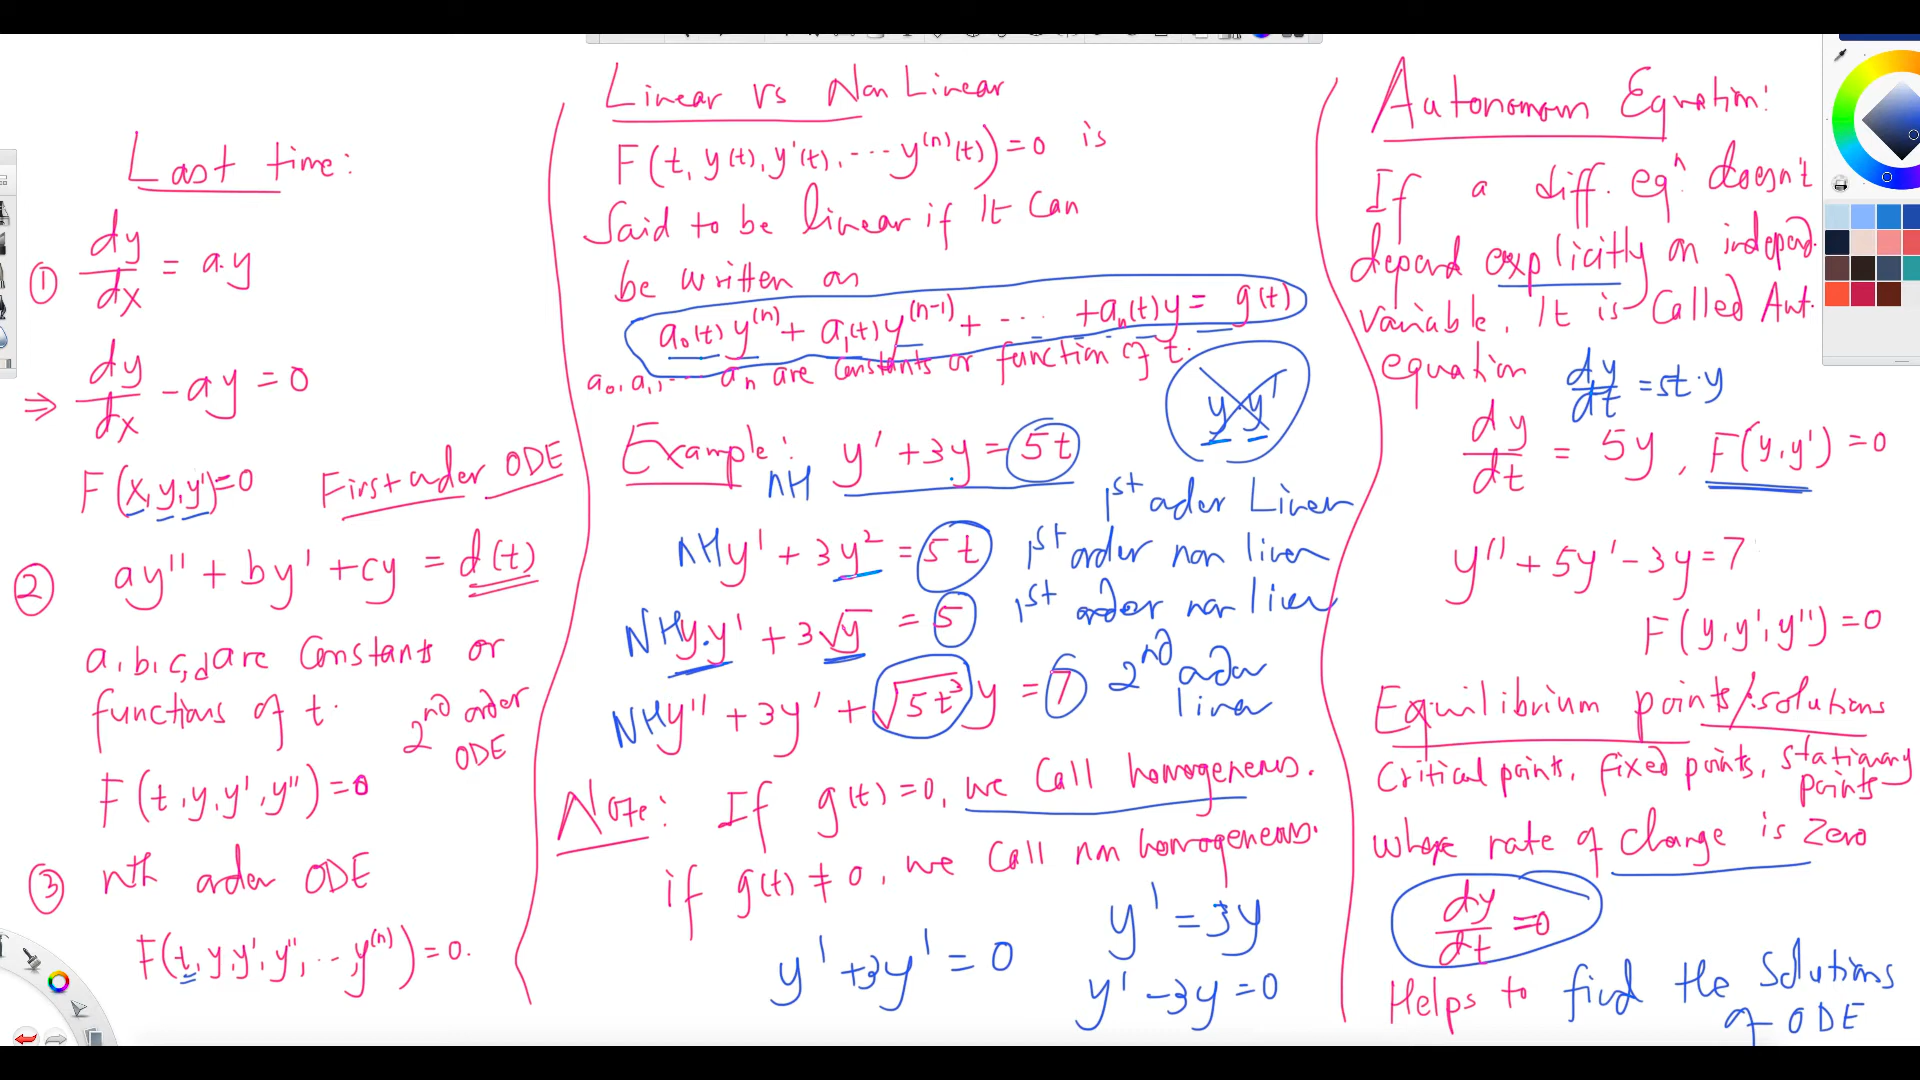 Last time:
① dy/dx = a.y
⇒ dy/dx - ay = 0
F(x,y,y')=0 First order ODE
② ay'' + by' + cy = d(t)
a,b,c,d are Constants or
functions of t.
2nd order
ODE
F(t,y,y',y'')=0
③ nth order ODE
F(t,y,y',y'',...,y^(n))=0.
Linear vs Non Linear
F(t, y(t), y'(t), ... y^(n)(t))=0 is
Said to be linear if It can
be written as
a₀(t)y^(n) + a₁(t)y^(n-1) + ... + aₙ(t)y = g(t)
a₀,a₁,... aₙ are constants or function of t.
y.y'
Example: y' + 3y = 5t
NH
1st order Linear
NH y' + 3y² = 5t 1st order non linear
NH y.y' + 3√y = 5 1st order non linear
NH y'' + 3y' + √5t³ y = 7 2nd order
linear
Note: If g(t)=0, we call homogeneous.
if g(t)≠0, we call non homogeneous.
y' + 3y' = 0
y' = 3y
y' - 3y = 0
Autonomous Equation:
If a diff. eqⁿ. doesn't
depend explicitly on independ.
variable, It is called Aut.
equation dy/dt = 5t.y
dy/dt = 5y, F(y,y')=0
y'' + 5y' - 3y = 7
F(y,y',y'')=0
Equilibrium points/solutions
Critical points, fixed points, stationary
points
where rate of change is Zero
dy/dt = 0
Helps to find the Solutions
of ODE